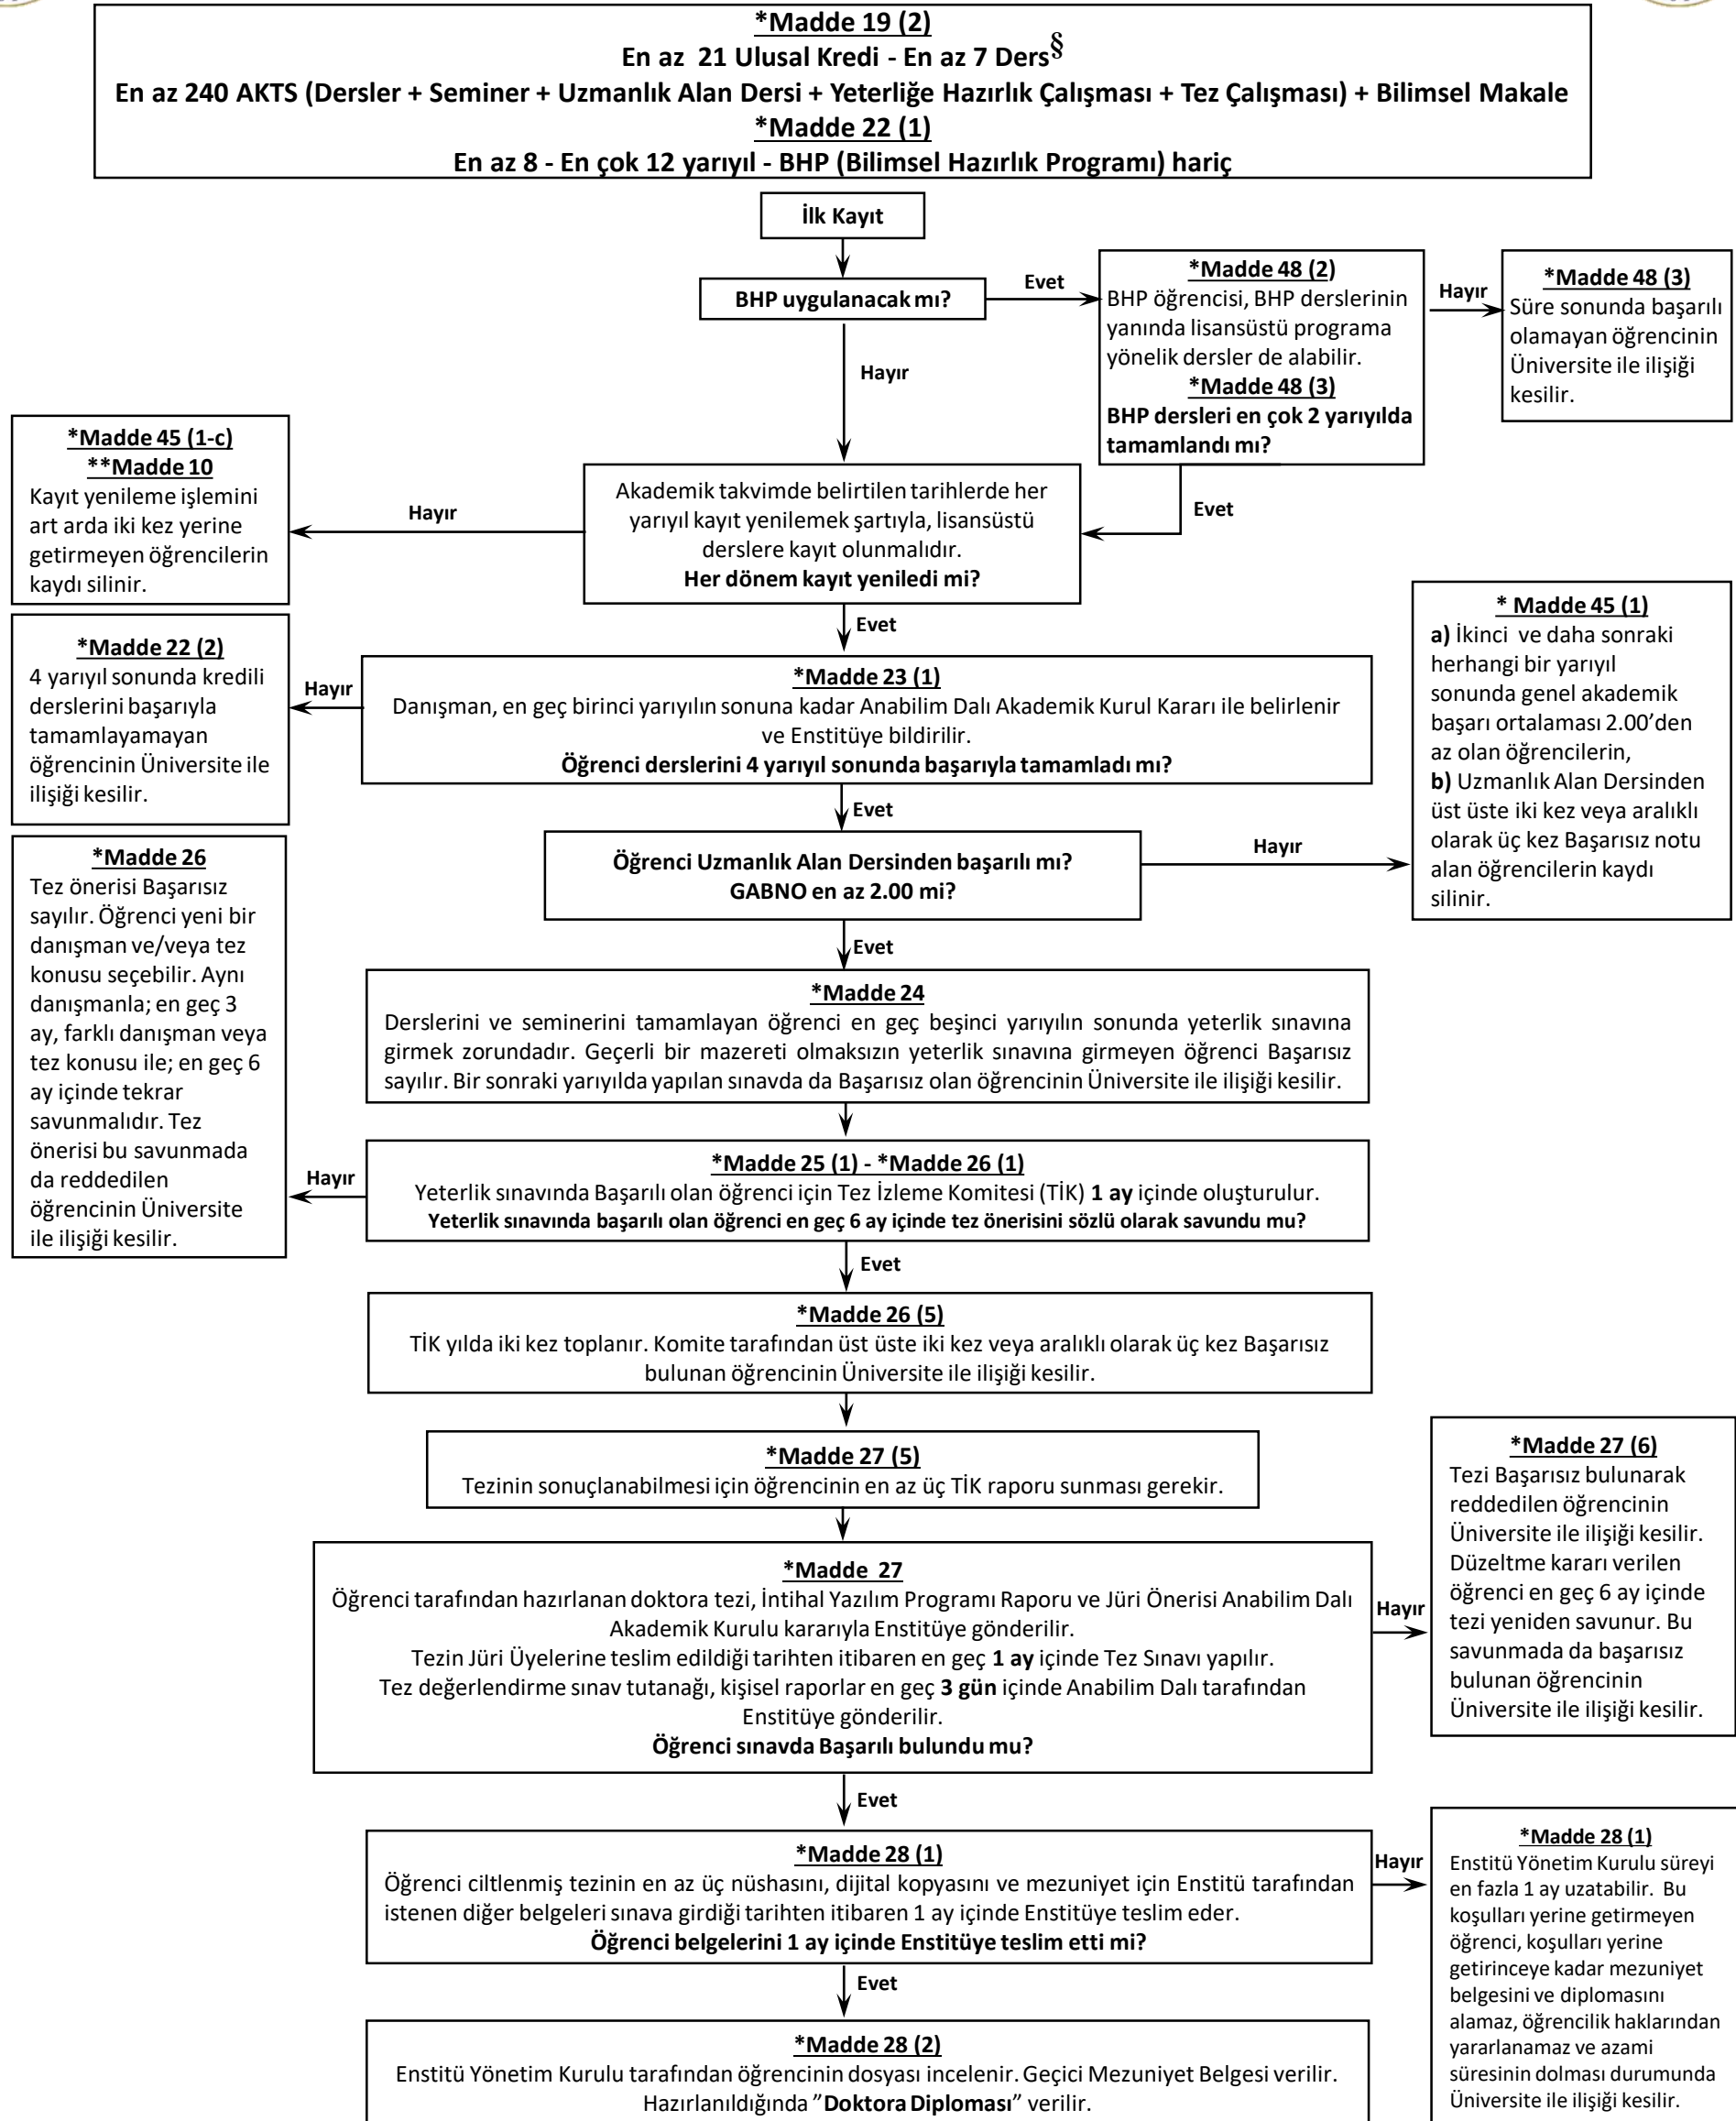 *Madde 19 (2)
En az 21 Ulusal Kredi - En az 7 Ders§
En az 240 AKTS (Dersler + Seminer + Uzmanlık Alan Dersi + Yeterliğe Hazırlık Çalışması + Tez Çalışması) + Bilimsel Makale
*Madde 22 (1)
En az 8 - En çok 12 yarıyıl - BHP (Bilimsel Hazırlık Programı) hariç
İlk Kayıt
BHP uygulanacak mı?
Evet
*Madde 48 (2)
BHP öğrencisi, BHP derslerinin
yanında lisansüstü programa
yönelik dersler de alabilir.
*Madde 48 (3)
BHP dersleri en çok 2 yarıyılda
tamamlandı mı?
Hayır
*Madde 48 (3)
Süre sonunda başarılı
olamayan öğrencinin
Üniversite ile ilişiği
kesilir.
Hayır
Evet
Akademik takvimde belirtilen tarihlerde her
yarıyıl kayıt yenilemek şartıyla, lisansüstü
derslere kayıt olunmalıdır.
Her dönem kayıt yeniledi mi?
Hayır
*Madde 45 (1-c)
**Madde 10
Kayıt yenileme işlemini
art arda iki kez yerine
getirmeyen öğrencilerin
kaydı silinir.
Evet
*Madde 23 (1)
Danışman, en geç birinci yarıyılın sonuna kadar Anabilim Dalı Akademik Kurul Kararı ile belirlenir
ve Enstitüye bildirilir.
Öğrenci derslerini 4 yarıyıl sonunda başarıyla tamamladı mı?
Hayır
*Madde 22 (2)
4 yarıyıl sonunda kredili
derslerini başarıyla
tamamlayamayan
öğrencinin Üniversite ile
ilişiği kesilir.
Evet
Öğrenci Uzmanlık Alan Dersinden başarılı mı?
GABNO en az 2.00 mi?
Hayır
* Madde 45 (1)
a) İkinci ve daha sonraki
herhangi bir yarıyıl
sonunda genel akademik
başarı ortalaması 2.00’den
az olan öğrencilerin,
b) Uzmanlık Alan Dersinden
üst üste iki kez veya aralıklı
olarak üç kez Başarısız notu
alan öğrencilerin kaydı
silinir.
Evet
*Madde 24
Derslerini ve seminerini tamamlayan öğrenci en geç beşinci yarıyılın sonunda yeterlik sınavına
girmek zorundadır. Geçerli bir mazereti olmaksızın yeterlik sınavına girmeyen öğrenci Başarısız
sayılır. Bir sonraki yarıyılda yapılan sınavda da Başarısız olan öğrencinin Üniversite ile ilişiği kesilir.
*Madde 25 (1) - *Madde 26 (1)
Yeterlik sınavında Başarılı olan öğrenci için Tez İzleme Komitesi (TİK) 1 ay içinde oluşturulur.
Yeterlik sınavında başarılı olan öğrenci en geç 6 ay içinde tez önerisini sözlü olarak savundu mu?
Hayır
*Madde 26
Tez önerisi Başarısız
sayılır. Öğrenci yeni bir
danışman ve/veya tez
konusu seçebilir. Aynı
danışmanla; en geç 3
ay, farklı danışman veya
tez konusu ile; en geç 6
ay içinde tekrar
savunmalıdır. Tez
önerisi bu savunmada
da reddedilen
öğrencinin Üniversite
ile ilişiği kesilir.
Evet
*Madde 26 (5)
TİK yılda iki kez toplanır. Komite tarafından üst üste iki kez veya aralıklı olarak üç kez Başarısız
bulunan öğrencinin Üniversite ile ilişiği kesilir.
*Madde 27 (5)
Tezinin sonuçlanabilmesi için öğrencinin en az üç TİK raporu sunması gerekir.
*Madde 27
Öğrenci tarafından hazırlanan doktora tezi, İntihal Yazılım Programı Raporu ve Jüri Önerisi Anabilim Dalı
Akademik Kurulu kararıyla Enstitüye gönderilir.
Tezin Jüri Üyelerine teslim edildiği tarihten itibaren en geç 1 ay içinde Tez Sınavı yapılır.
Tez değerlendirme sınav tutanağı, kişisel raporlar en geç 3 gün içinde Anabilim Dalı tarafından
Enstitüye gönderilir.
Öğrenci sınavda Başarılı bulundu mu?
Hayır
*Madde 27 (6)
Tezi Başarısız bulunarak
reddedilen öğrencinin
Üniversite ile ilişiği kesilir.
Düzeltme kararı verilen
öğrenci en geç 6 ay içinde
tezi yeniden savunur. Bu
savunmada da başarısız
bulunan öğrencinin
Üniversite ile ilişiği kesilir.
Evet
*Madde 28 (1)
Öğrenci ciltlenmiş tezinin en az üç nüshasını, dijital kopyasını ve mezuniyet için Enstitü tarafından
istenen diğer belgeleri sınava girdiği tarihten itibaren 1 ay içinde Enstitüye teslim eder.
Öğrenci belgelerini 1 ay içinde Enstitüye teslim etti mi?
Hayır
*Madde 28 (1)
Enstitü Yönetim Kurulu süreyi
en fazla 1 ay uzatabilir. Bu
koşulları yerine getirmeyen
öğrenci, koşulları yerine
getirinceye kadar mezuniyet
belgesini ve diplomasını
alamaz, öğrencilik haklarından
yararlanamaz ve azami
süresinin dolması durumunda
Üniversite ile ilişiği kesilir.
Evet
*Madde 28 (2)
Enstitü Yönetim Kurulu tarafından öğrencinin dosyası incelenir. Geçici Mezuniyet Belgesi verilir.
Hazırlanıldığında ”Doktora Diploması” verilir.